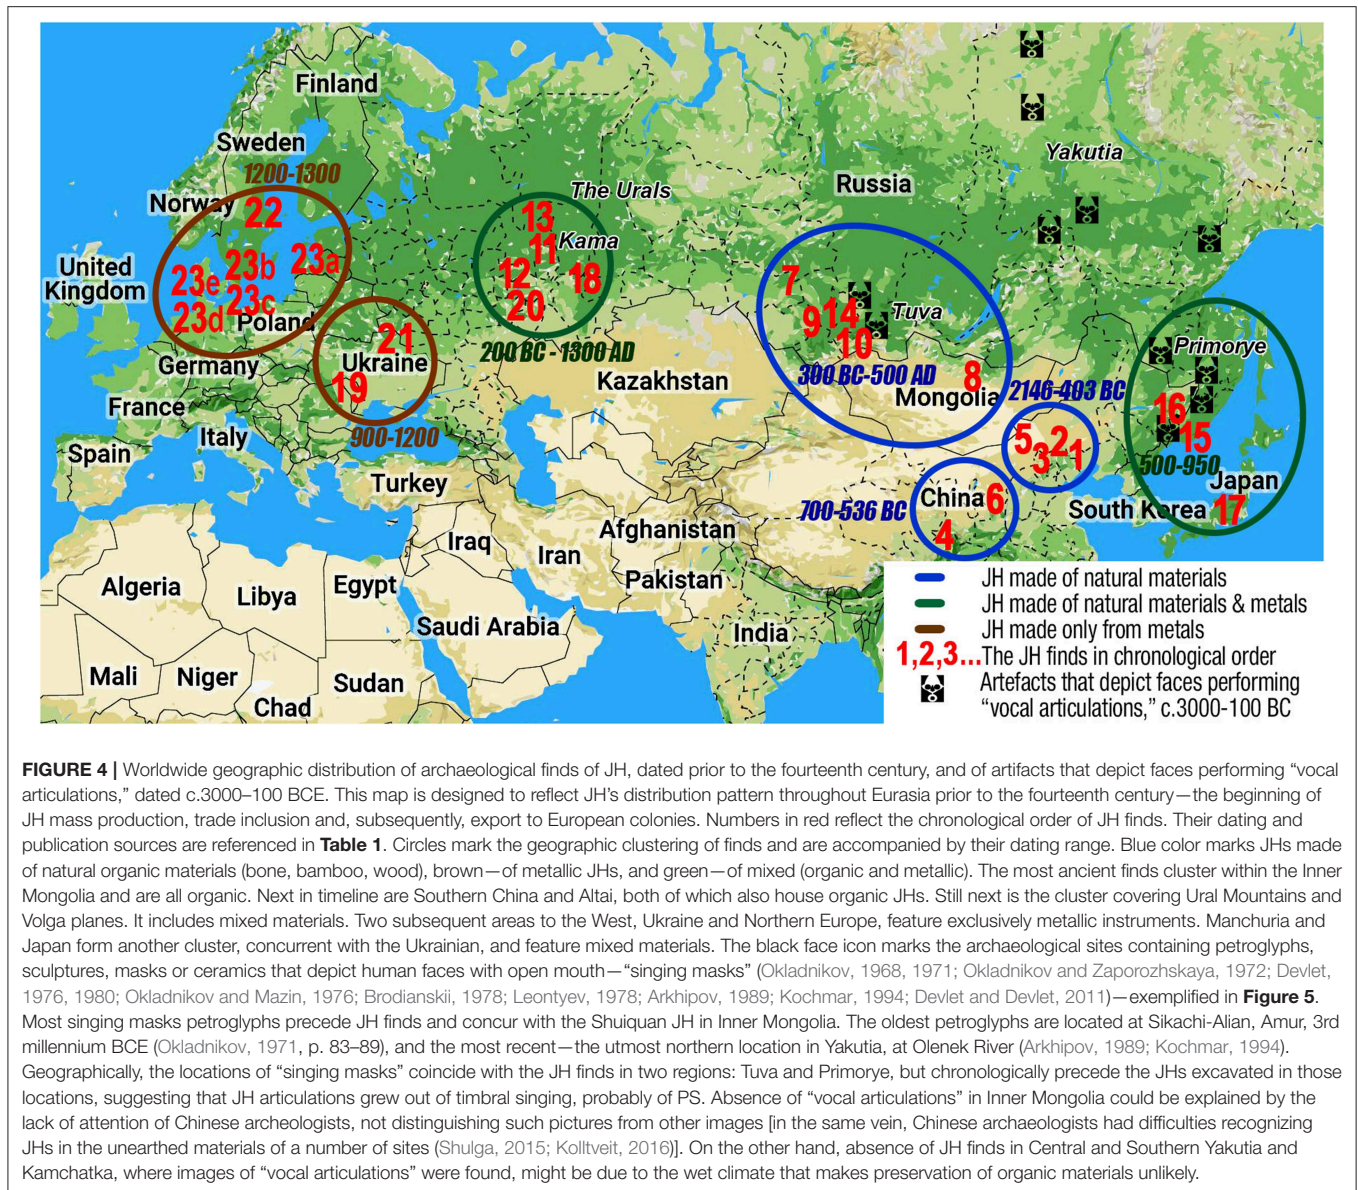 Finland
Sweden
1200-1300
Norway
22
United
Kingdom
23e
23b
23a
23d
23c
Poland
Germany
France
Spain
Italy
21
Ukraine
19
900-1200
Turkey
The Urals
13
11
Kama
12
18
20
200 BC - 1300 AD
Kazakhstan
Russia
Yakutia
7
9
14
10
Tuva
8
300 BC-500 AD
Mongolia
2146-403 BC
5
2
3
1
China
6
4
700-536 BC
Primorye
16
15
500-950
Japan
South Korea
17
Afghanistan
Iraq
Iran
Pakistan
India
Algeria
Libya
Egypt
Saudi Arabia
Mali
Niger
Sudan
Chad
JH made of natural materials
JH made of natural materials & metals
JH made only from metals
1,2,3... The JH finds in chronological order
Artefacts that depict faces performing
“vocal articulations,” c.3000-100 BC
FIGURE 4 | Worldwide geographic distribution of archaeological finds of JH, dated prior to the fourteenth century, and of artifacts that depict faces performing “vocal
articulations,” dated c.3000–100 BCE. This map is designed to reflect JH’s distribution pattern throughout Eurasia prior to the fourteenth century—the beginning of
JH mass production, trade inclusion and, subsequently, export to European colonies. Numbers in red reflect the chronological order of JH finds. Their dating and
publication sources are referenced in Table 1. Circles mark the geographic clustering of finds and are accompanied by their dating range. Blue color marks JHs made
of natural organic materials (bone, bamboo, wood), brown—of metallic JHs, and green—of mixed (organic and metallic). The most ancient finds cluster within the Inner
Mongolia and are all organic. Next in timeline are Southern China and Altai, both of which also house organic JHs. Still next is the cluster covering Ural Mountains and
Volga planes. It includes mixed materials. Two subsequent areas to the West, Ukraine and Northern Europe, feature exclusively metallic instruments. Manchuria and
Japan form another cluster, concurrent with the Ukrainian, and feature mixed materials. The black face icon marks the archaeological sites containing petroglyphs,
sculptures, masks or ceramics that depict human faces with open mouth—“singing masks” (Okladnikov, 1968, 1971; Okladnikov and Zaporozhskaya, 1972; Devlet,
1976, 1980; Okladnikov and Mazin, 1976; Brodianskii, 1978; Leontyev, 1978; Arkhipov, 1989; Kochmar, 1994; Devlet and Devlet, 2011)—exemplified in Figure 5.
Most singing masks petroglyphs precede JH finds and concur with the Shuiquan JH in Inner Mongolia. The oldest petroglyphs are located at Sikachi-Alian, Amur, 3rd
millennium BCE (Okladnikov, 1971, p. 83–89), and the most recent—the utmost northern location in Yakutia, at Olenek River (Arkhipov, 1989; Kochmar, 1994).
Geographically, the locations of “singing masks” coincide with the JH finds in two regions: Tuva and Primorye, but chronologically precede the JHs excavated in those
locations, suggesting that JH articulations grew out of timbral singing, probably of PS. Absence of “vocal articulations” in Inner Mongolia could be explained by the
lack of attention of Chinese archeologists, not distinguishing such pictures from other images [in the same vein, Chinese archaeologists had difficulties recognizing
JHs in the unearthed materials of a number of sites (Shulga, 2015; Kolltveit, 2016)]. On the other hand, absence of JH finds in Central and Southern Yakutia and
Kamchatka, where images of “vocal articulations” were found, might be due to the wet climate that makes preservation of organic materials unlikely.